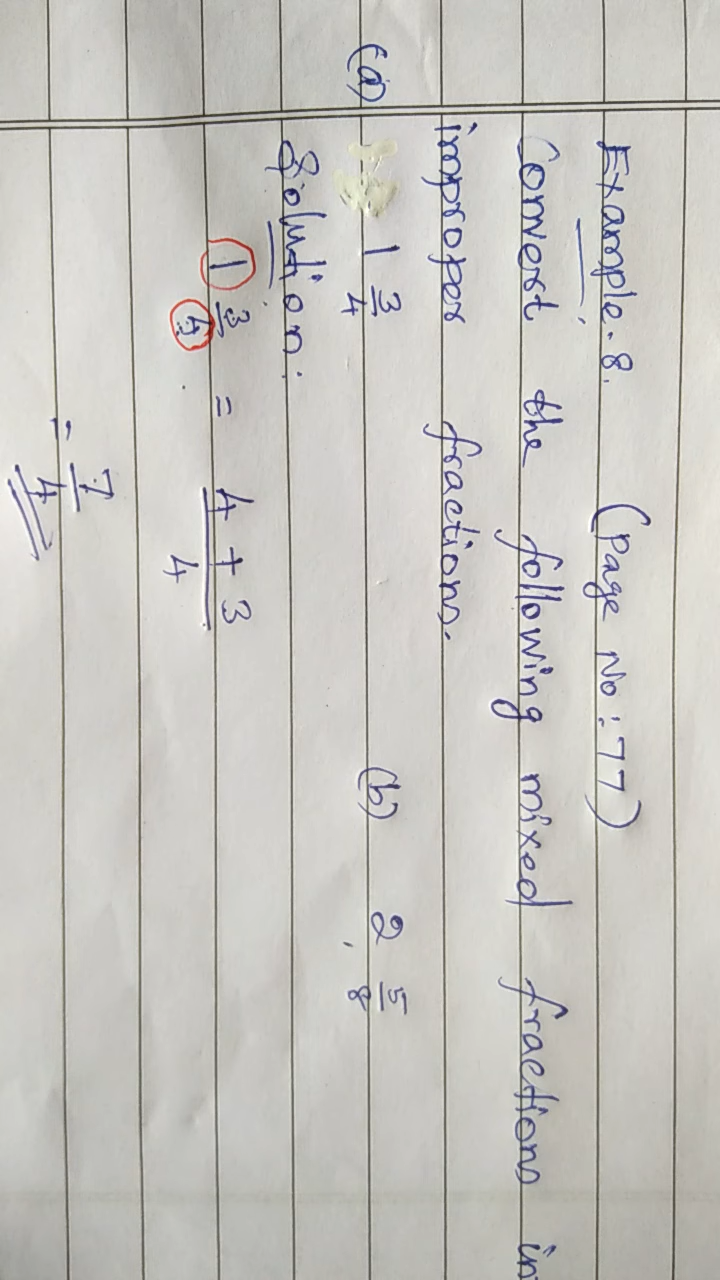 Example. 8. (Page No: 77)
Convert the following mixed fractions in
improper fractions.
(a) 1 3/4 (b) 2 5/8
Solution:
1 3/4 = 4 + 3 / 4
= 7/4